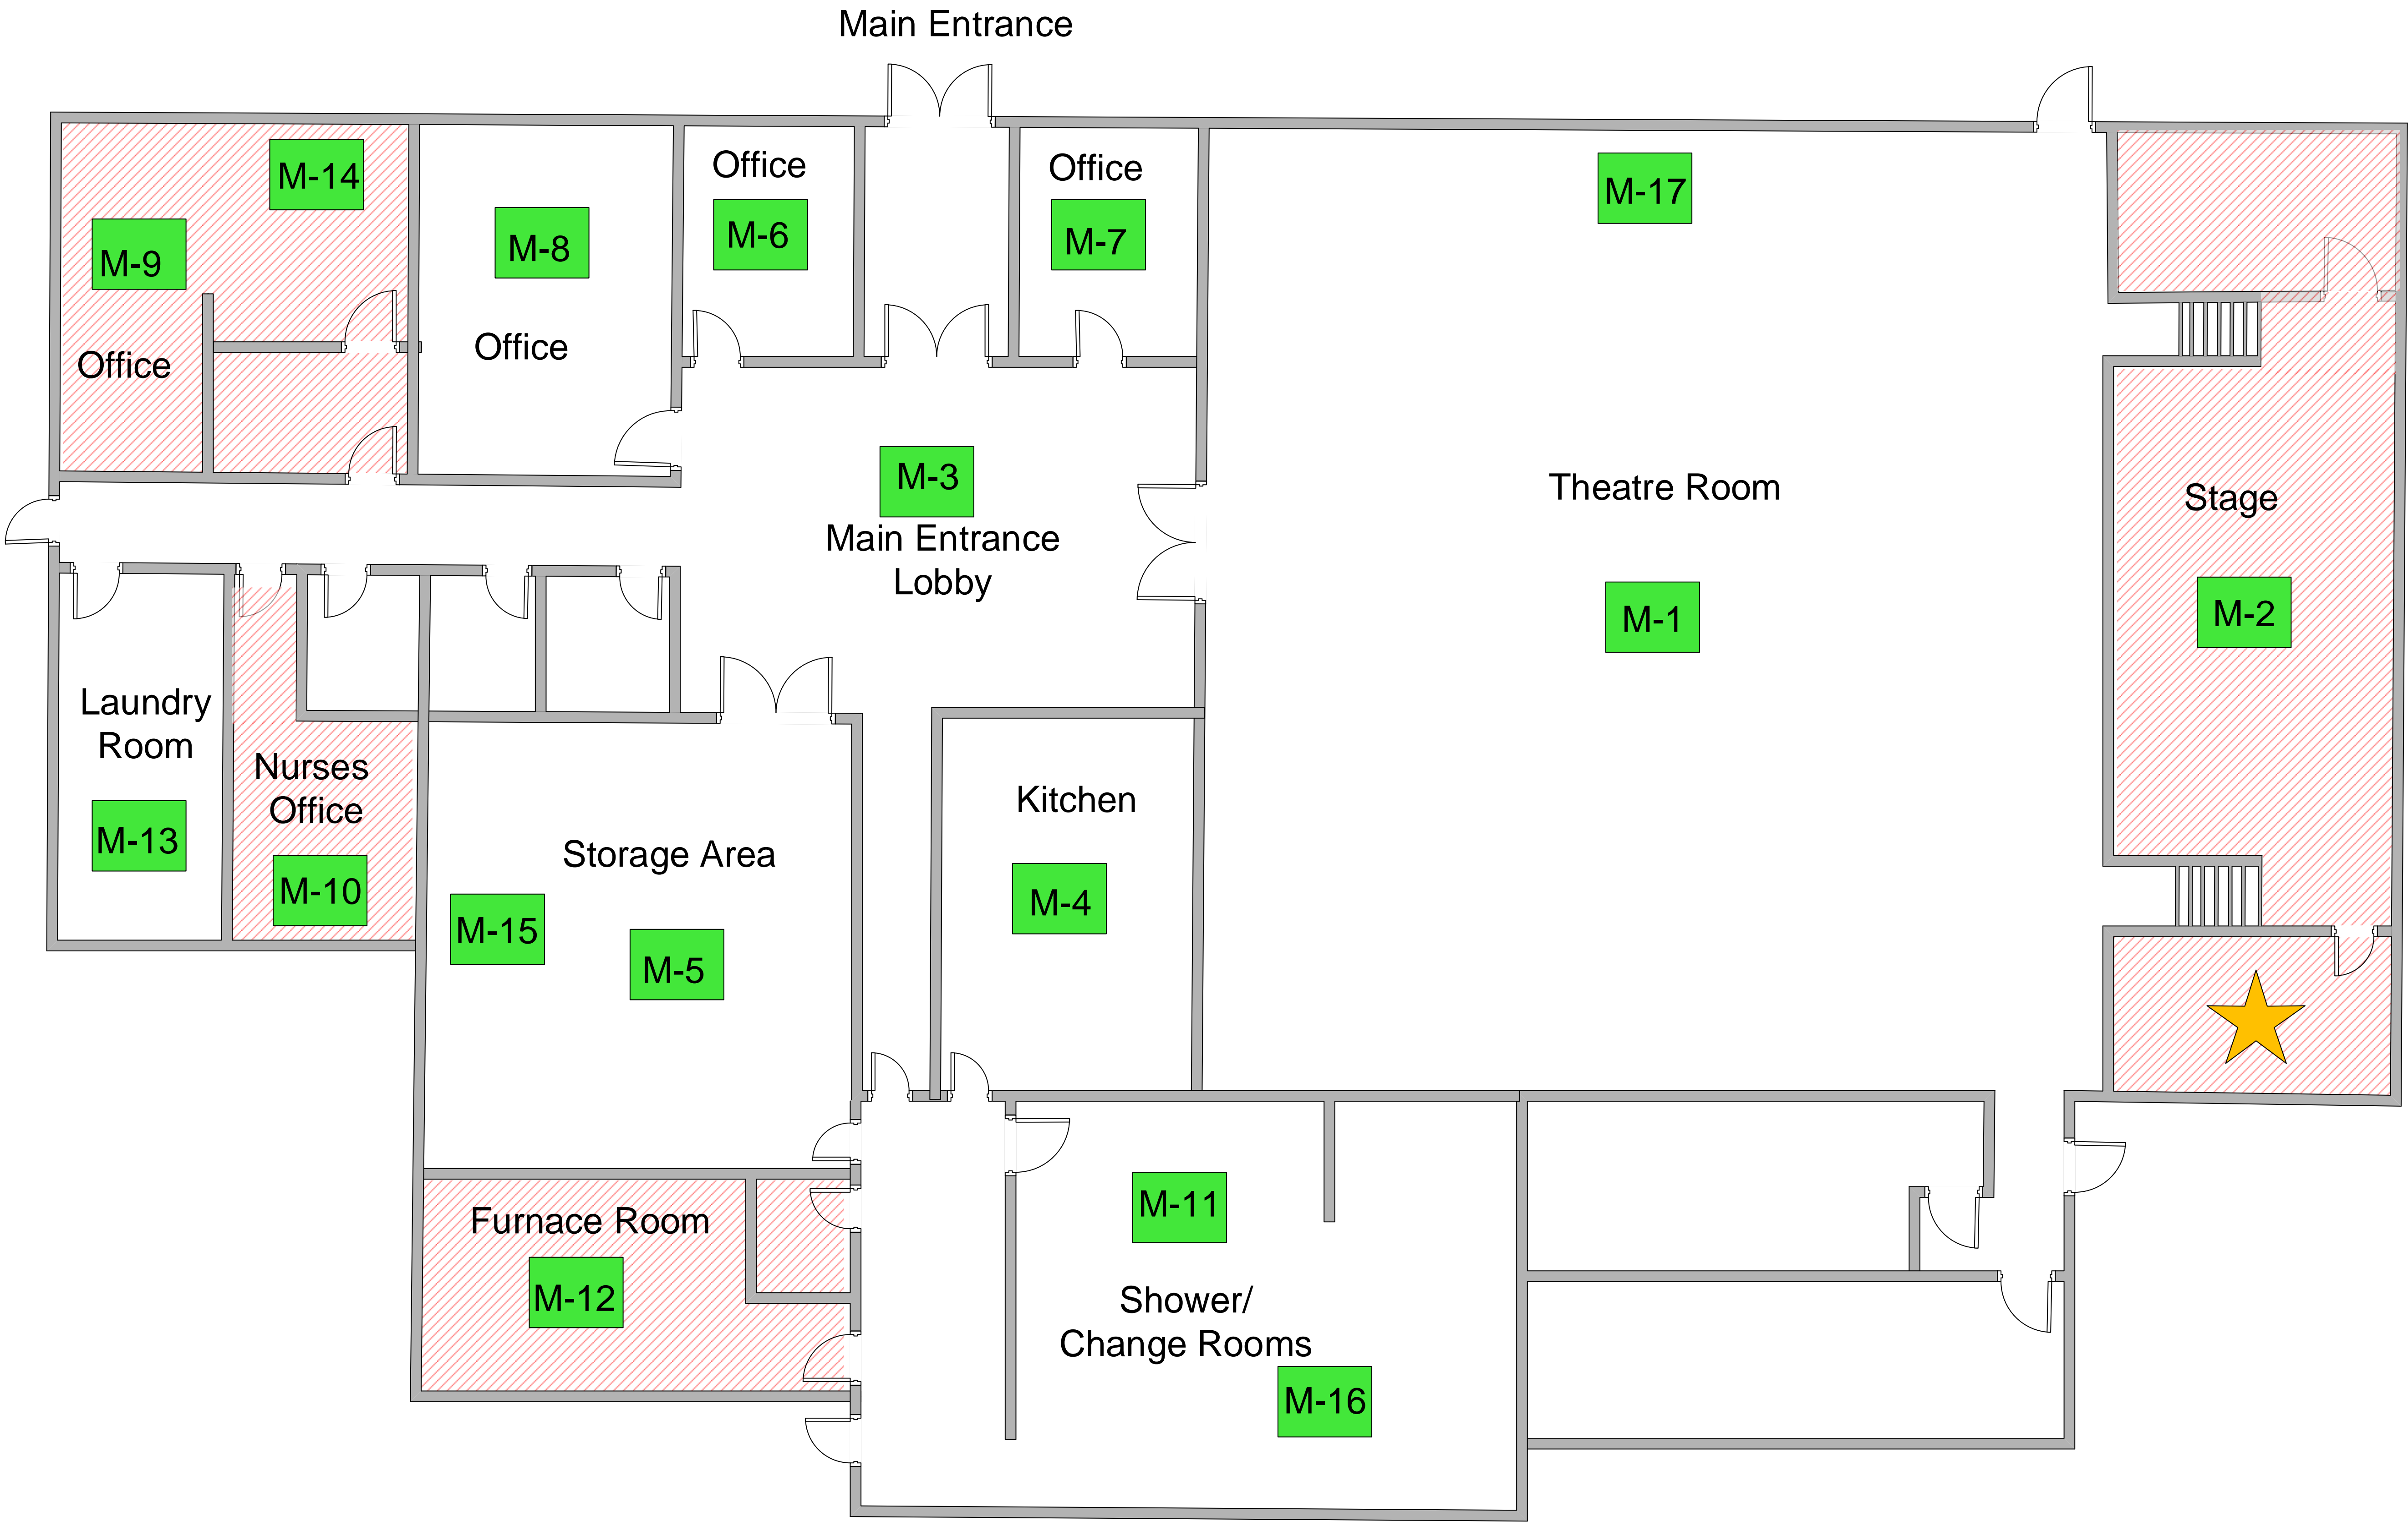 Main Entrance
M-14
M-9
Office
M-8
Office
Office
M-6
Office
M-7
M-17
M-3
Main Entrance
Lobby
Theatre Room
M-1
Stage
M-2
Laundry
Room
M-13
Nurses
Office
M-10
Storage Area
M-15
M-5
Kitchen
M-4
Furnace Room
M-12
M-11
Shower/
Change Rooms
M-16